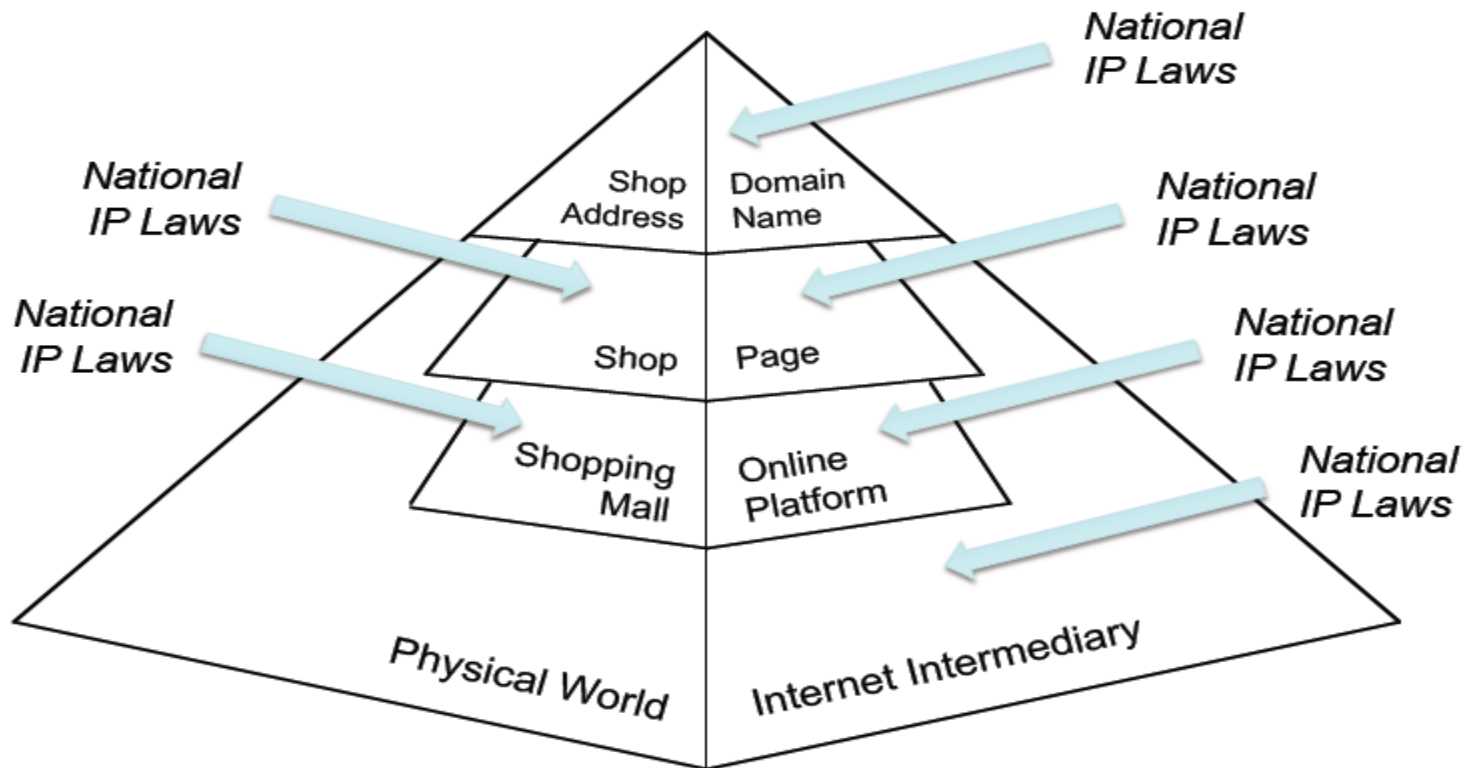 National
IP Laws
National
IP Laws
Shop
Address
Domain
Name
National
IP Laws
National
IP Laws
Shop
Page
National
IP Laws
Shopping
Mall
Online
Platform
National
IP Laws
Physical World
Internet Intermediary